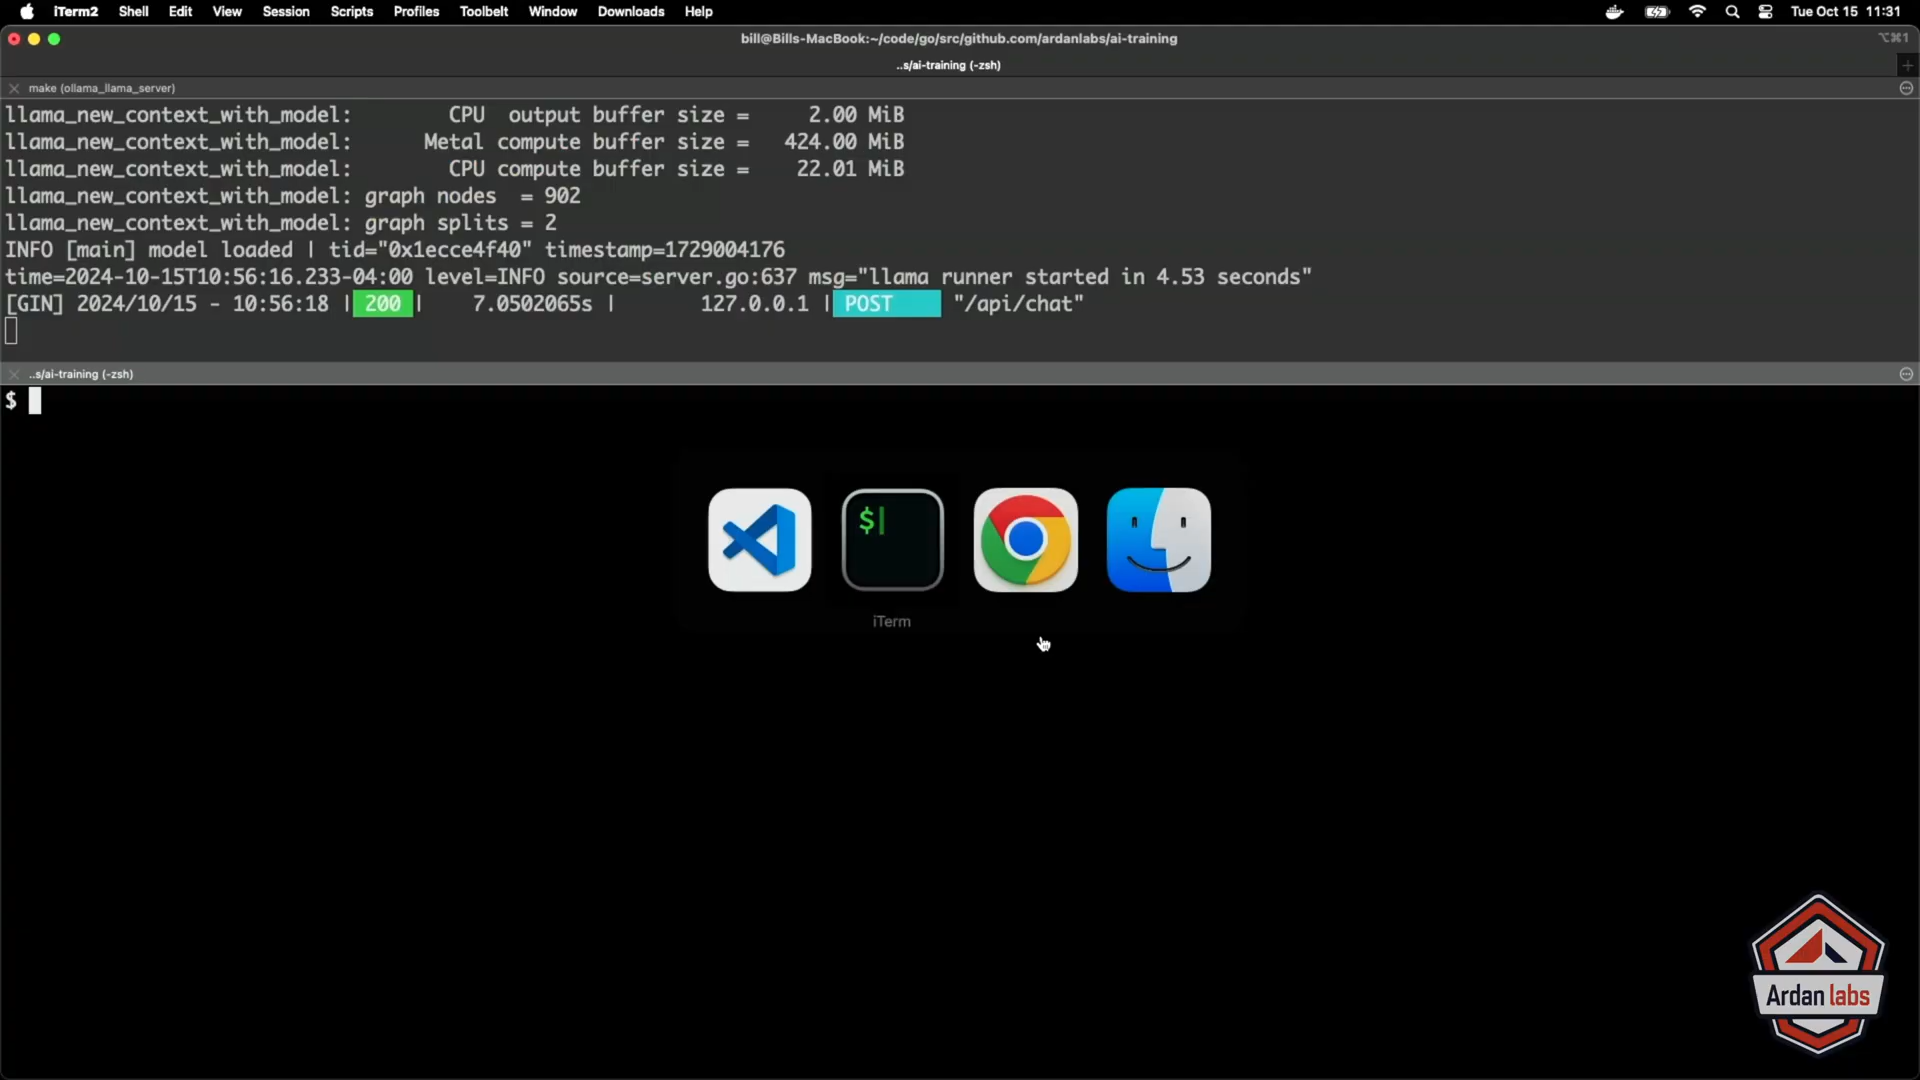 iTerm2 Shell Edit View Session Scripts Profiles Toolbelt Window Downloads Help Tue Oct 15 11:31
bill@Bills-MacBook:~/code/go/src/github.com/ardanlabs/ai-training ⌥⌘1
..s/ai-training (-zsh)
make (ollama_llama_server)
llama_new_context_with_model:        CPU  output buffer size =     2.00 MiB
llama_new_context_with_model:      Metal compute buffer size =   424.00 MiB
llama_new_context_with_model:        CPU compute buffer size =    22.01 MiB
llama_new_context_with_model: graph nodes  = 902
llama_new_context_with_model: graph splits = 2
INFO [main] model loaded | tid="0x1ecce4f40" timestamp=1729004176
time=2024-10-15T10:56:16.233-04:00 level=INFO source=server.go:637 msg="llama runner started in 4.53 seconds"
[GIN] 2024/10/15 - 10:56:18 | 200 |    7.0502065s |       127.0.0.1 | POST     "/api/chat"
..s/ai-training (-zsh)
$
$
iTerm
Ardan labs